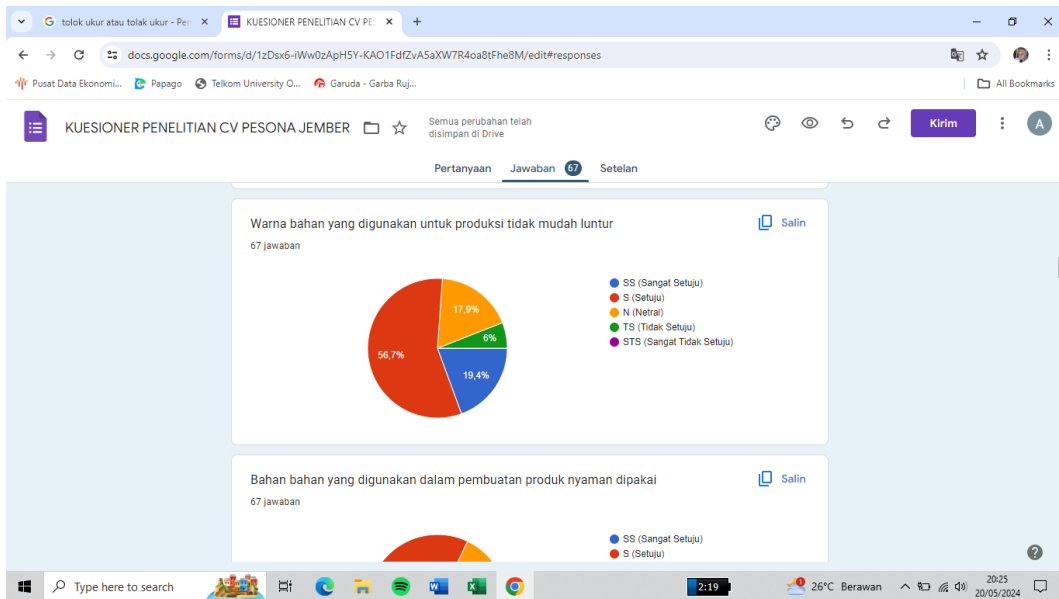 tolok ukur atau tolak ukur - Pen
KUESIONER PENELITIAN CV PES
docs.google.com/forms/d/1zDsx6-iWw0zApH5Y-KAO1FdfZvA5aXW7R4oa8tFhe8M/edit#responses
Pusat Data Ekonomi... Papago Telkom University O... Garuda - Garba Ruj... All Bookmarks
KUESIONER PENELITIAN CV PESONA JEMBER
Semua perubahan telah
disimpan di Drive
Kirim
A
Pertanyaan Jawaban 67 Setelan
Warna bahan yang digunakan untuk produksi tidak mudah luntur
Salin
67 jawaban
SS (Sangat Setuju)
S (Setuju)
N (Netral)
TS (Tidak Setuju)
STS (Sangat Tidak Setuju)
17,9%
6%
56,7%
19,4%
Bahan bahan yang digunakan dalam pembuatan produk nyaman dipakai
Salin
67 jawaban
SS (Sangat Setuju)
S (Setuju)
Type here to search
2:19
26°C Berawan
20:25
20/05/2024